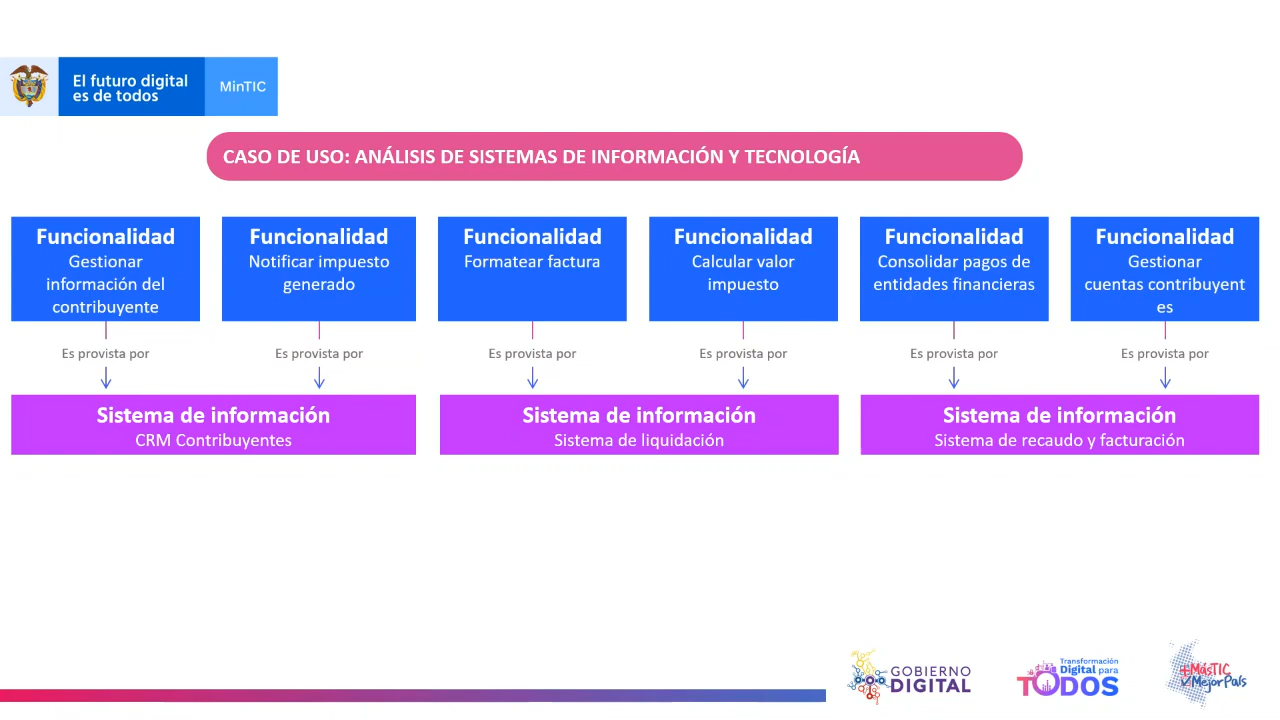 El futuro digital
es de todos
MinTIC
CASO DE USO: ANÁLISIS DE SISTEMAS DE INFORMACIÓN Y TECNOLOGÍA
Funcionalidad
Gestionar
información del
contribuyente
Funcionalidad
Notificar impuesto
generado
Funcionalidad
Formatear factura
Funcionalidad
Calcular valor
impuesto
Funcionalidad
Consolidar pagos de
entidades financieras
Funcionalidad
Gestionar
cuentas contribuyent
es
Es provista por
Es provista por
Es provista por
Es provista por
Es provista por
Es provista por
Sistema de información
CRM Contribuyentes
Sistema de información
Sistema de liquidación
Sistema de información
Sistema de recaudo y facturación
GOBIERNO
DIGITAL
Transformación
Digital para
TODOS
+MásTIC
✓MejorPaís